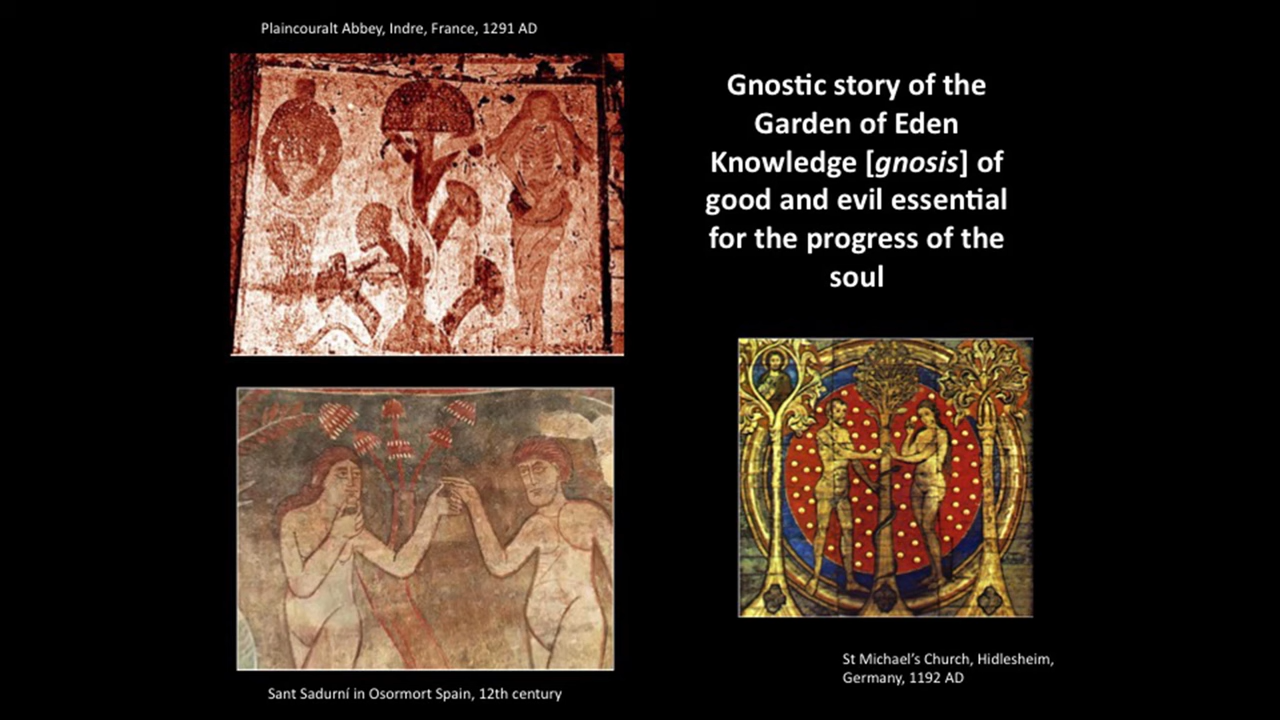 Plaincouralt Abbey, Indre, France, 1291 AD
Gnostic story of the
Garden of Eden
Knowledge [gnosis] of
good and evil essential
for the progress of the
soul
St Michael's Church, Hidlesheim,
Germany, 1192 AD
Sant Sadurní in Osormort Spain, 12th century